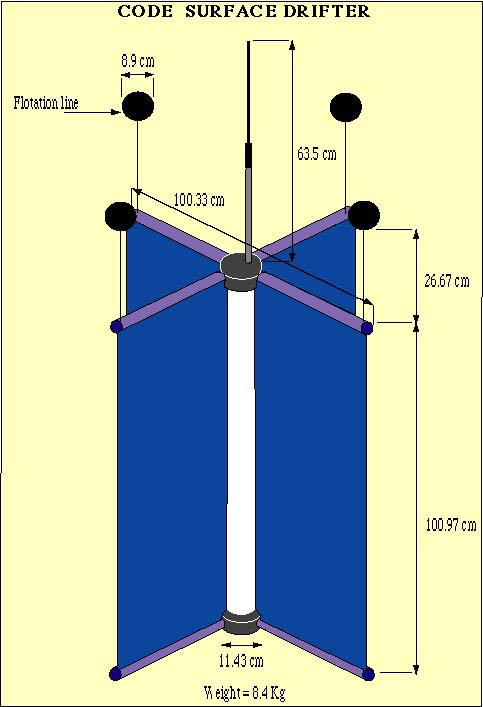 CODE SURFACE DRIFTER
8.9 cm
Flotation line
63.5 cm
100.33 cm
26.67 cm
100.97 cm
11.43 cm
Weight = 8.4 Kg